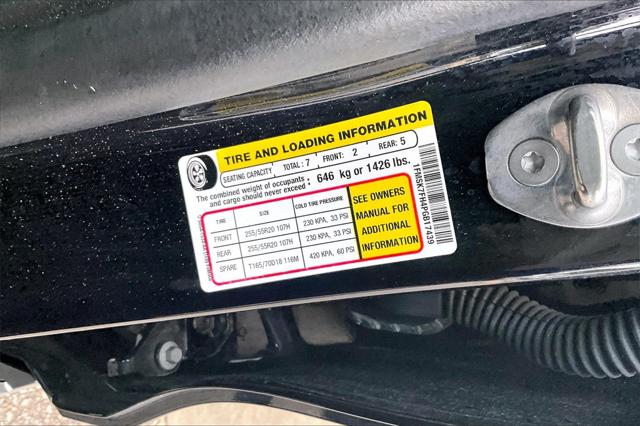 TIRE AND LOADING INFORMATION
SEATING CAPACITY TOTAL: 7 FRONT: 2 REAR: 5
The combined weight of occupants and cargo should never exceed : 646 kg or 1426 lbs.
TIRE SIZE COLD TIRE PRESSURE
FRONT 255/55R20 107H 230 KPA, 33 PSI
REAR 255/55R20 107H 230 KPA, 33 PSI
SPARE T165/70D18 116M 420 KPA, 60 PSI
SEE OWNERS
MANUAL FOR
ADDITIONAL
INFORMATION
1FMSK7FH4PGB17439